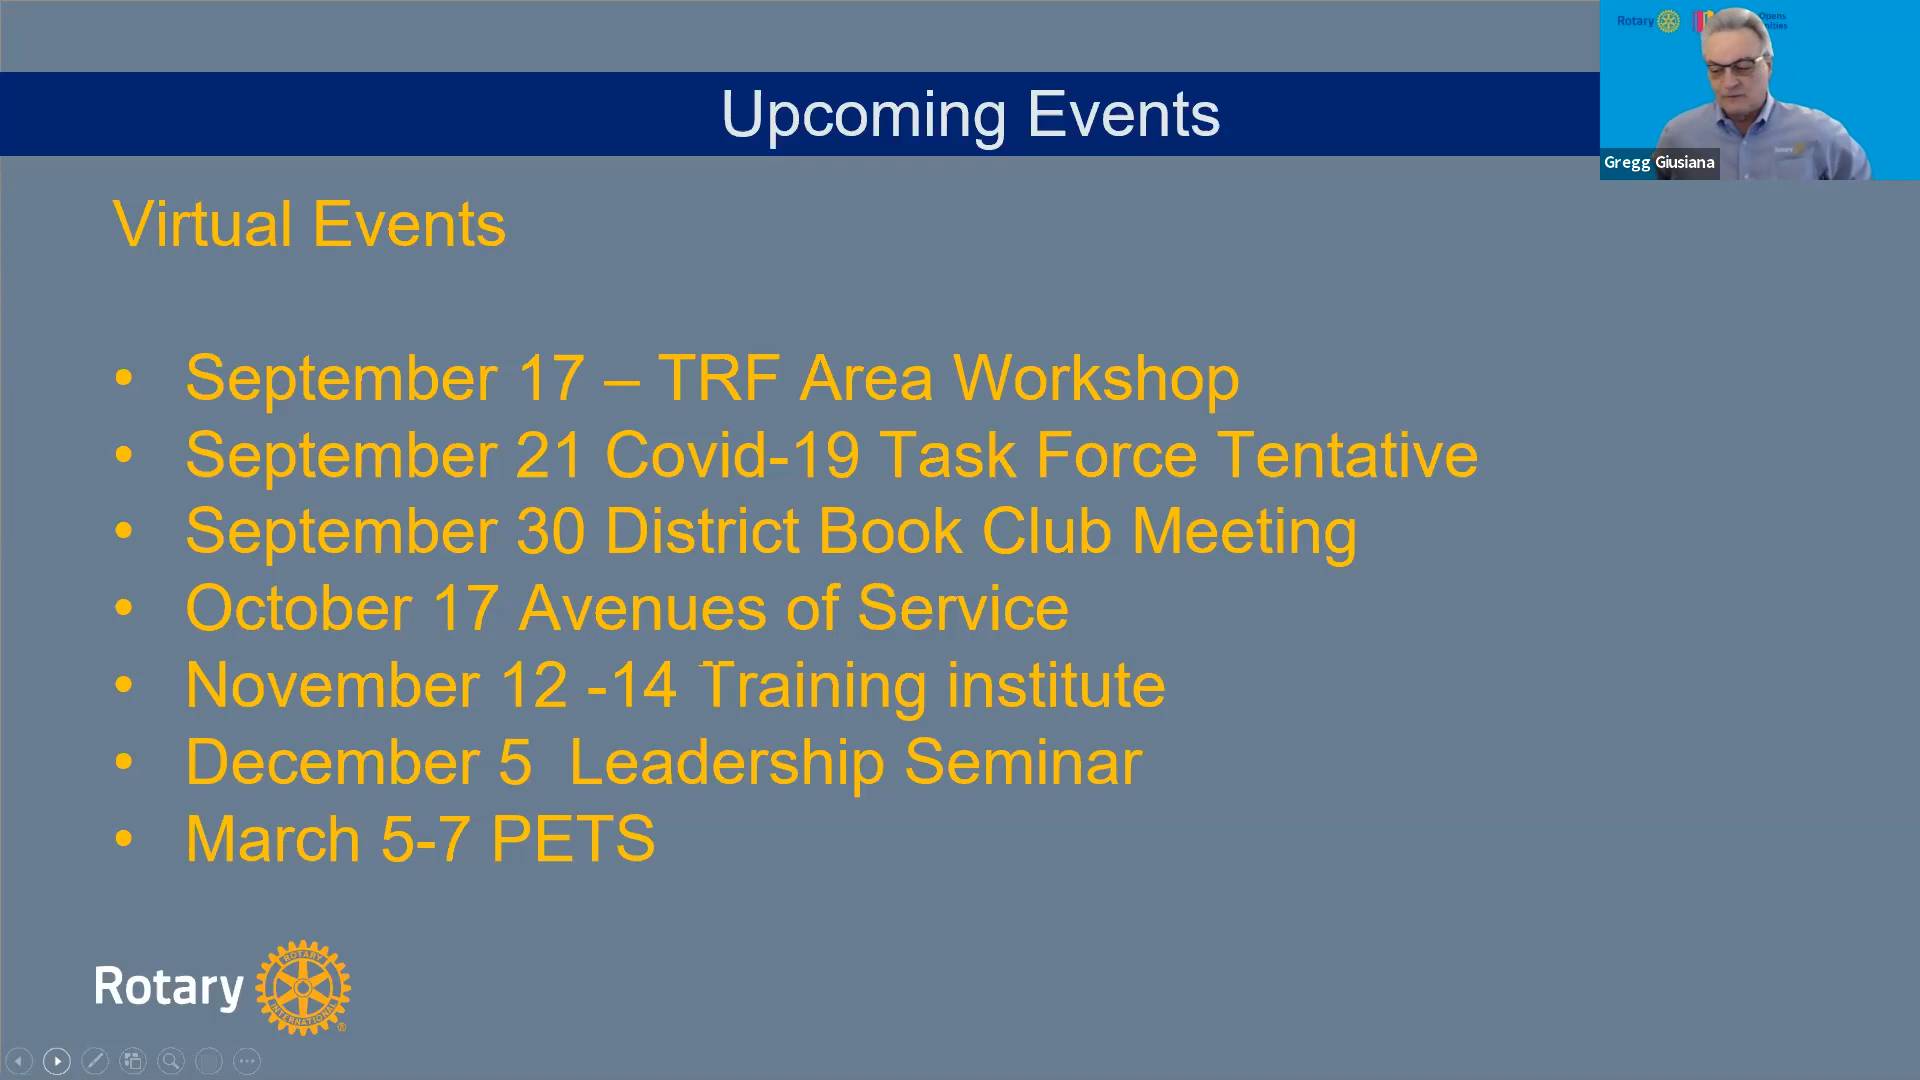 Upcoming Events
Rotary
Opens
Gregg Giusiana
Virtual Events
• September 17 – TRF Area Workshop
• September 21 Covid-19 Task Force Tentative
• September 30 District Book Club Meeting
• October 17 Avenues of Service
• November 12 -14 Training institute
• December 5  Leadership Seminar
• March 5-7 PETS
Rotary
ROTARY
INTERNATIONAL
®